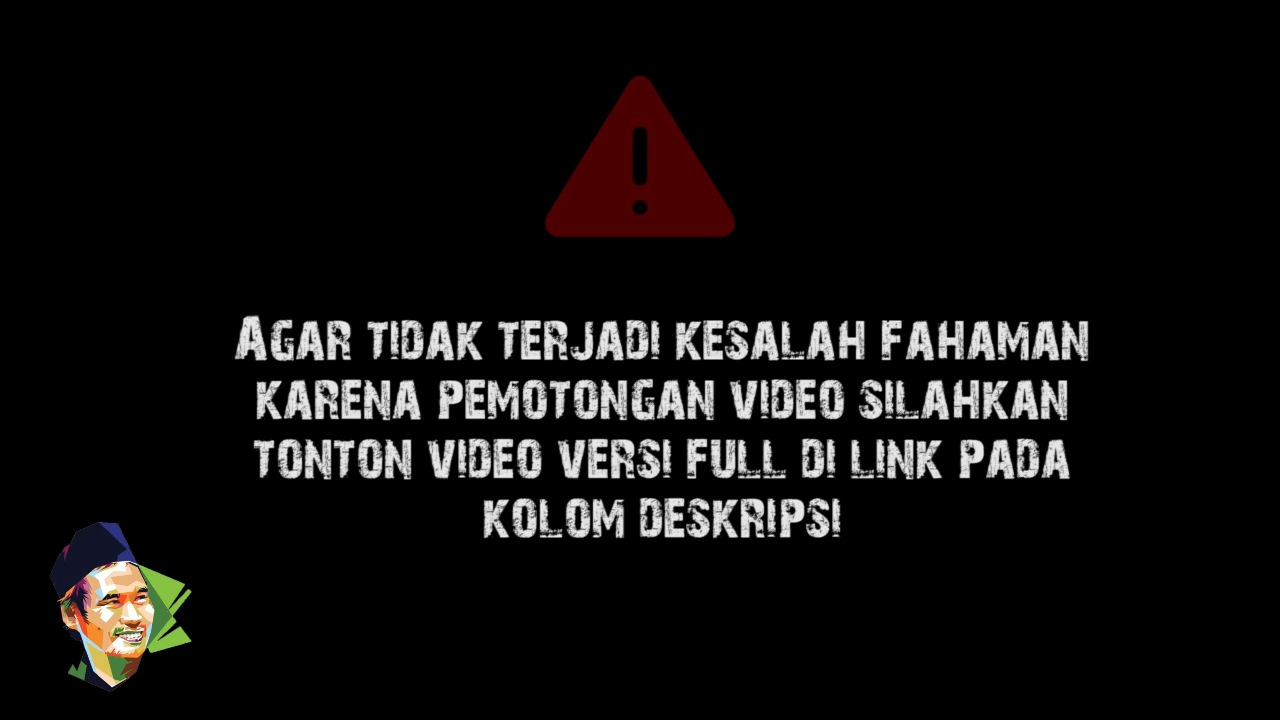 Agar tidak terjadi kesalah fahaman
karena pemotongan video silahkan
tonton video versi full di link pada
kolom deskripsi